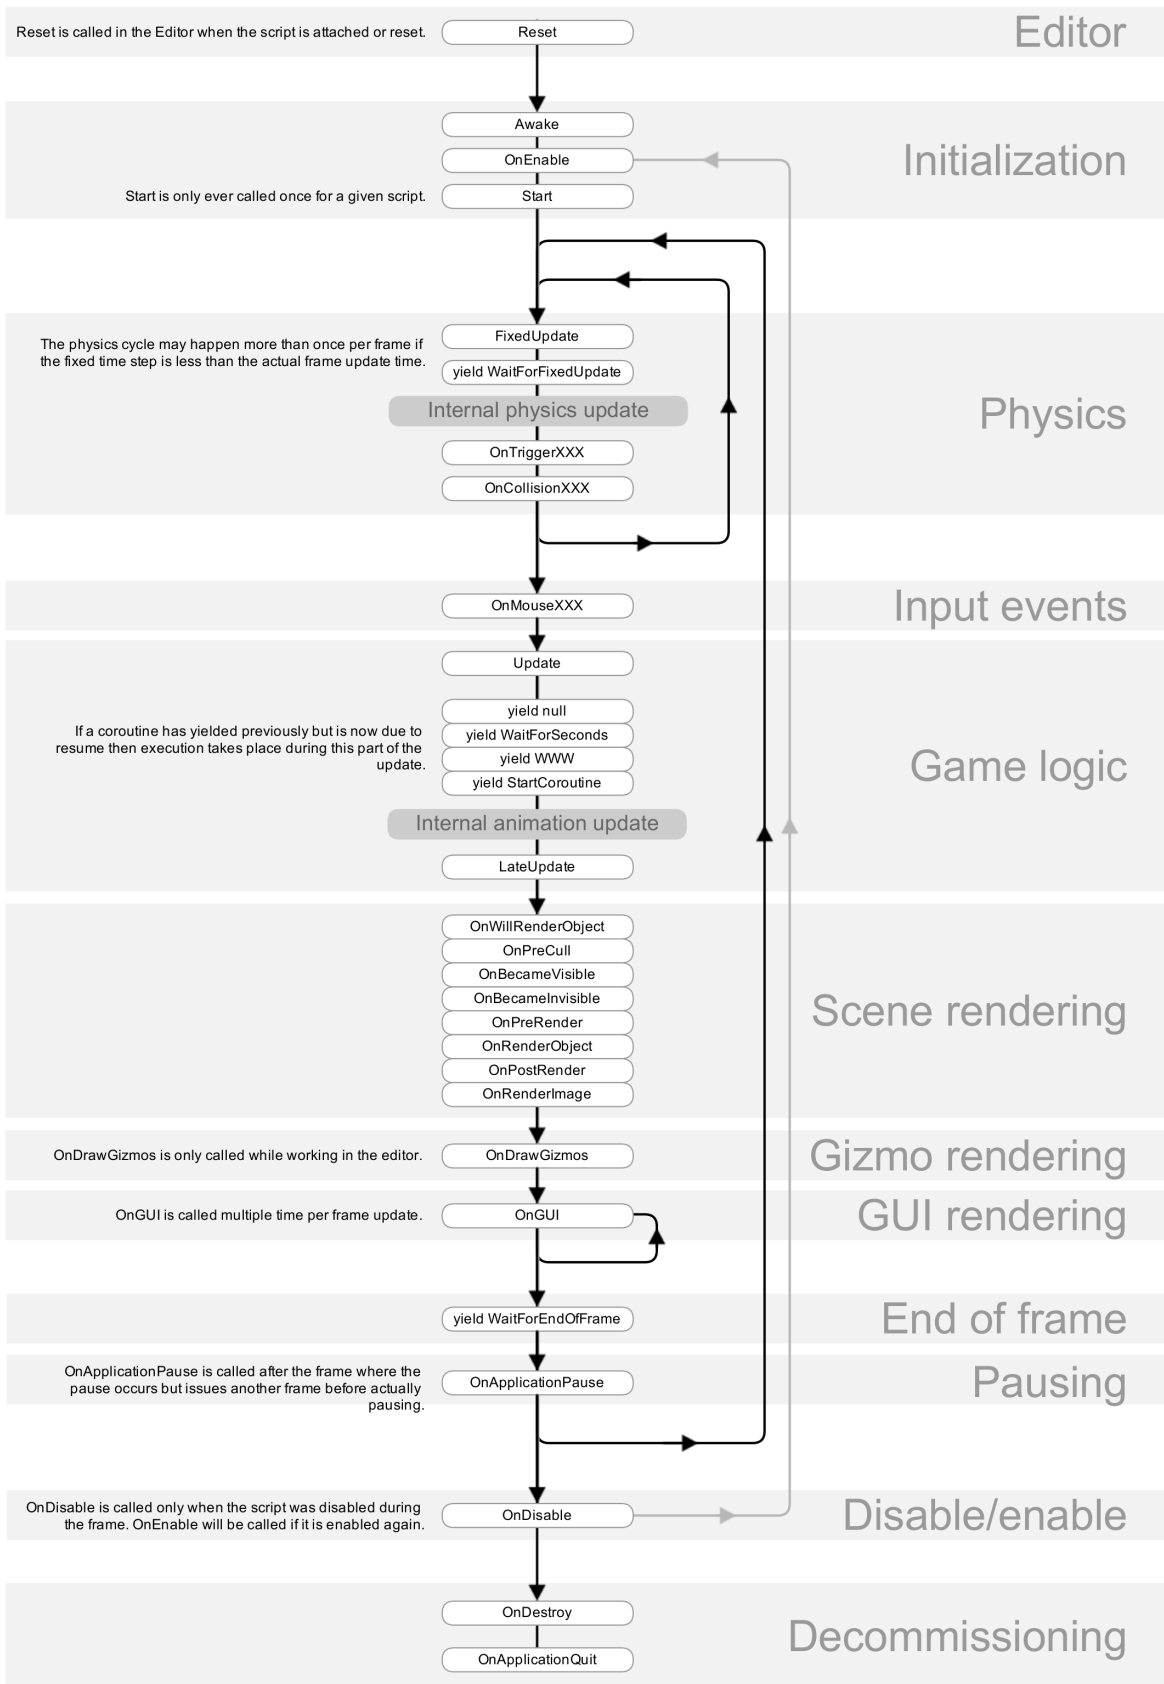 Reset is called in the Editor when the script is attached or reset.
Reset
Editor
Awake
OnEnable
Initialization
Start is only ever called once for a given script.
Start
FixedUpdate
The physics cycle may happen more than once per frame if
the fixed time step is less than the actual frame update time.
yield WaitForFixedUpdate
Internal physics update
Physics
OnTriggerXXX
OnCollisionXXX
OnMouseXXX
Input events
Update
yield null
If a coroutine has yielded previously but is now due to
resume then execution takes place during this part of the
update.
yield WaitForSeconds
yield WWW
yield StartCoroutine
Game logic
Internal animation update
LateUpdate
OnWillRenderObject
OnPreCull
OnBecameVisible
OnBecameInvisible
Scene rendering
OnPreRender
OnRenderObject
OnPostRender
OnRenderImage
OnDrawGizmos is only called while working in the editor.
OnDrawGizmos
Gizmo rendering
OnGUI is called multiple time per frame update.
OnGUI
GUI rendering
yield WaitForEndOfFrame
End of frame
OnApplicationPause is called after the frame where the
pause occurs but issues another frame before actually
pausing.
OnApplicationPause
Pausing
OnDisable is called only when the script was disabled during
the frame. OnEnable will be called if it is enabled again.
OnDisable
Disable/enable
OnDestroy
Decommissioning
OnApplicationQuit